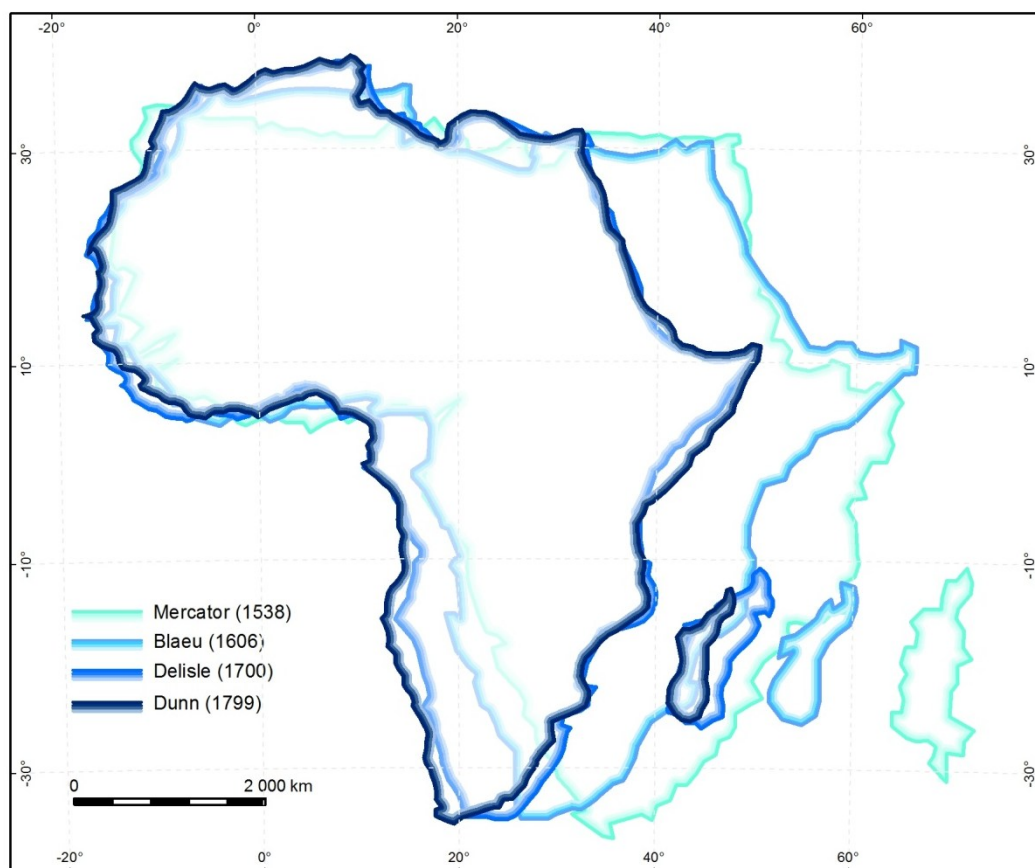 -20° 0° 20° 40° 60°
30° 30°
10° 10°
-10° -10°
Mercator (1538)
Blaeu (1606)
Delisle (1700)
Dunn (1799)
-30° -30°
0 2 000 km
-20° 0° 20° 40° 60°